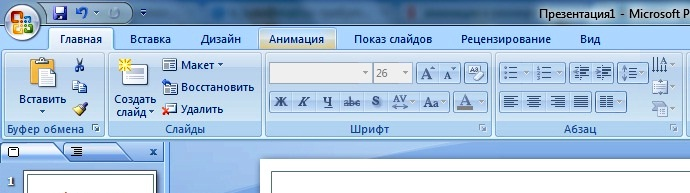 Презентация1 - Microsoft P
Главная Вставка Дизайн Анимация Показ слайдов Рецензирование Вид
Вставить
Создать слайд
Макет
Восстановить
Удалить
26
Ж К Ч abc S AV Aa А
Буфер обмена Слайды Шрифт Абзац
1